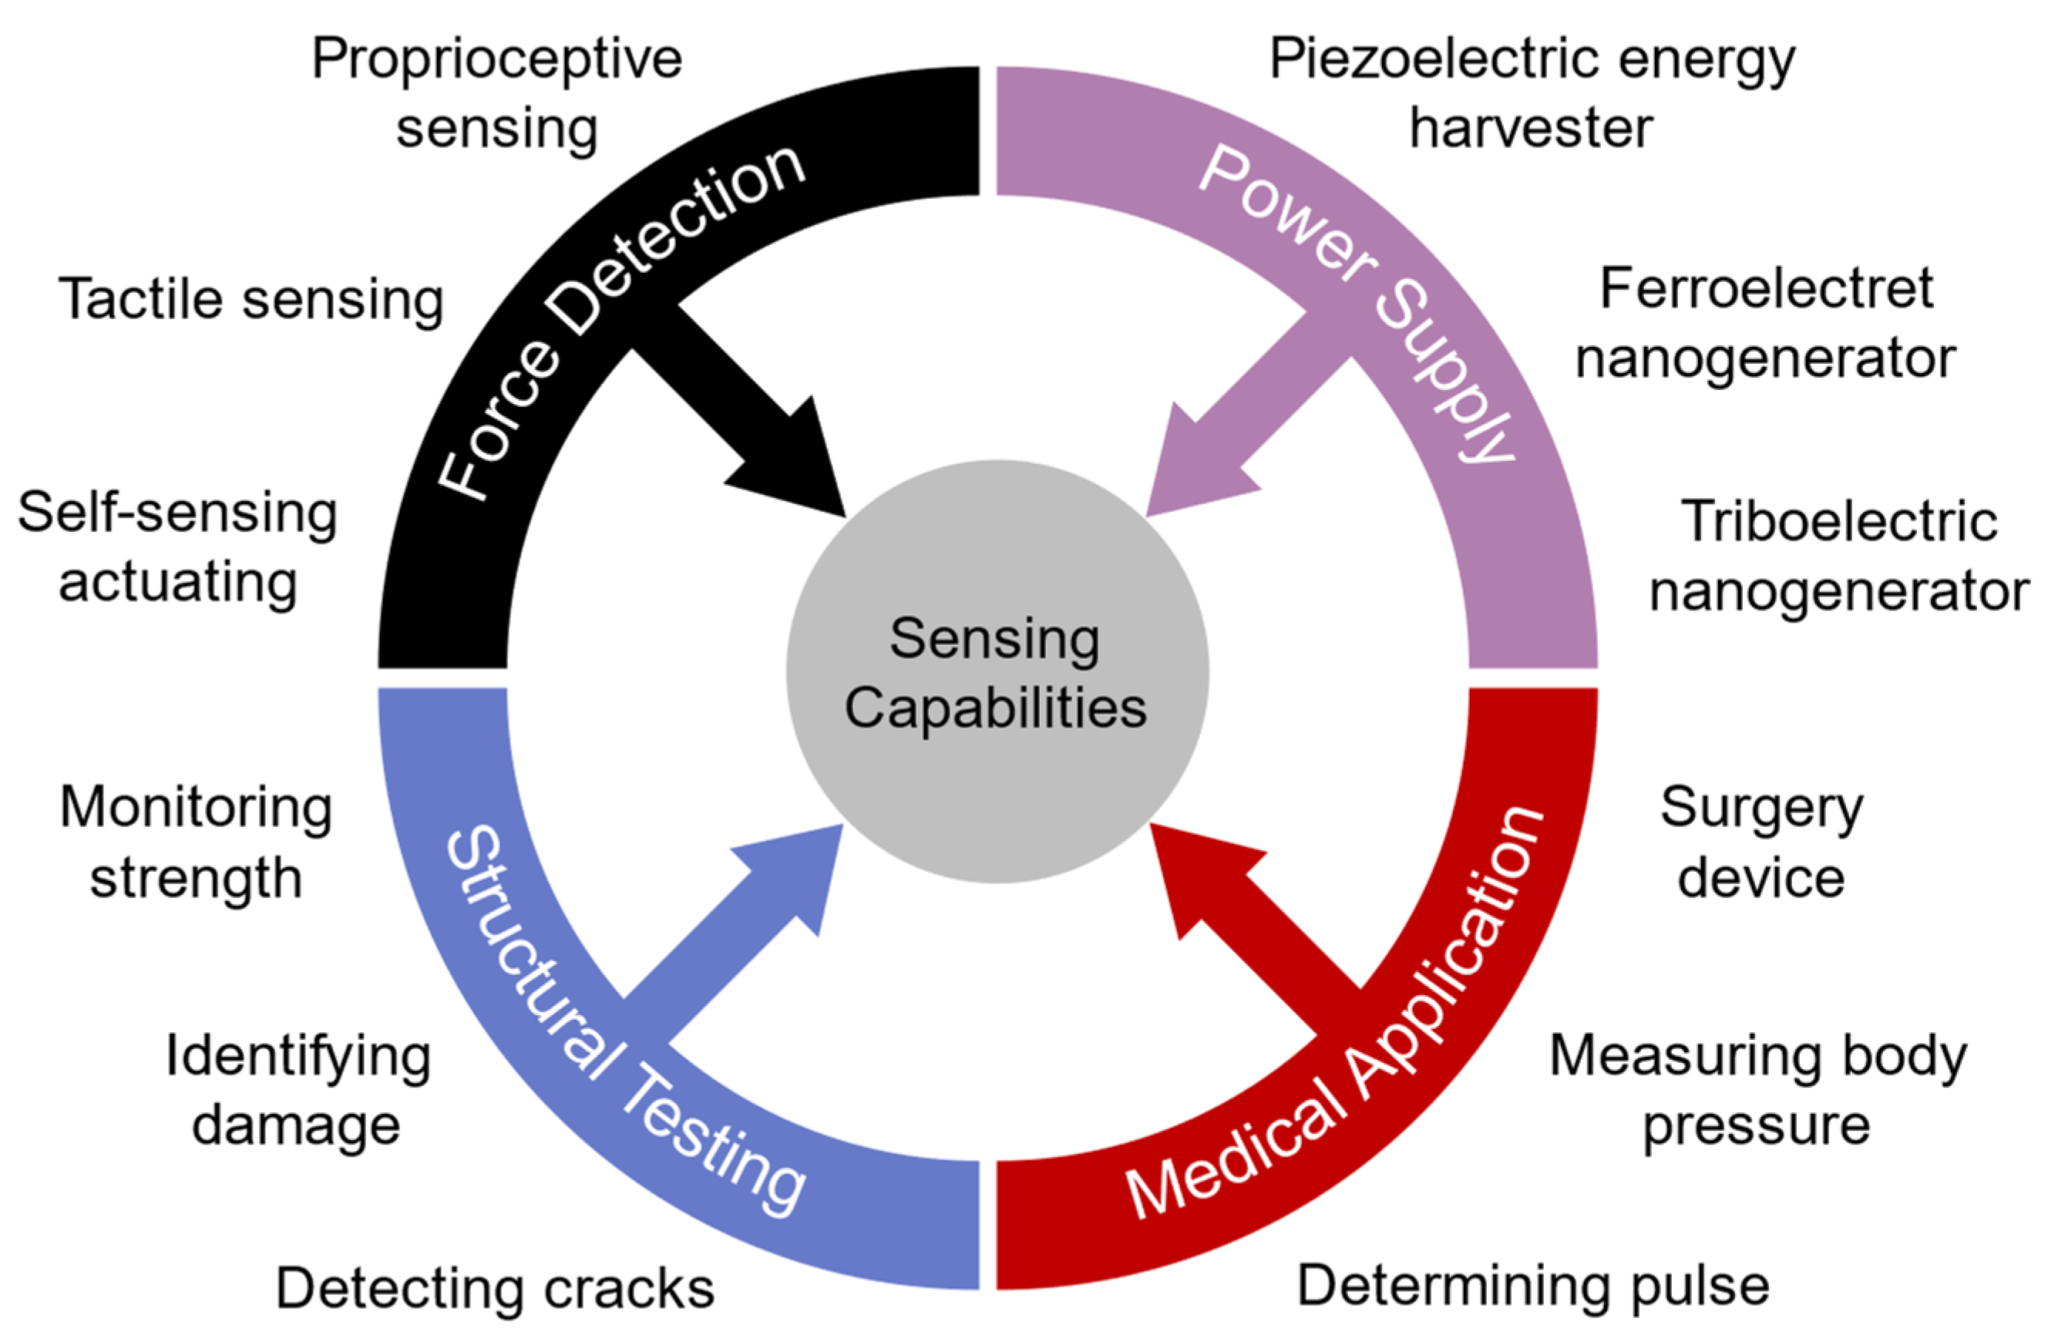 Proprioceptive
sensing
Tactile sensing
Self-sensing
actuating
Force Detection
Piezoelectric energy
harvester
Ferroelectret
nanogenerator
Triboelectric
nanogenerator
Power Supply
Sensing
Capabilities
Monitoring
strength
Identifying
damage
Detecting cracks
Structural Testing
Surgery
device
Measuring body
pressure
Determining pulse
Medical Application